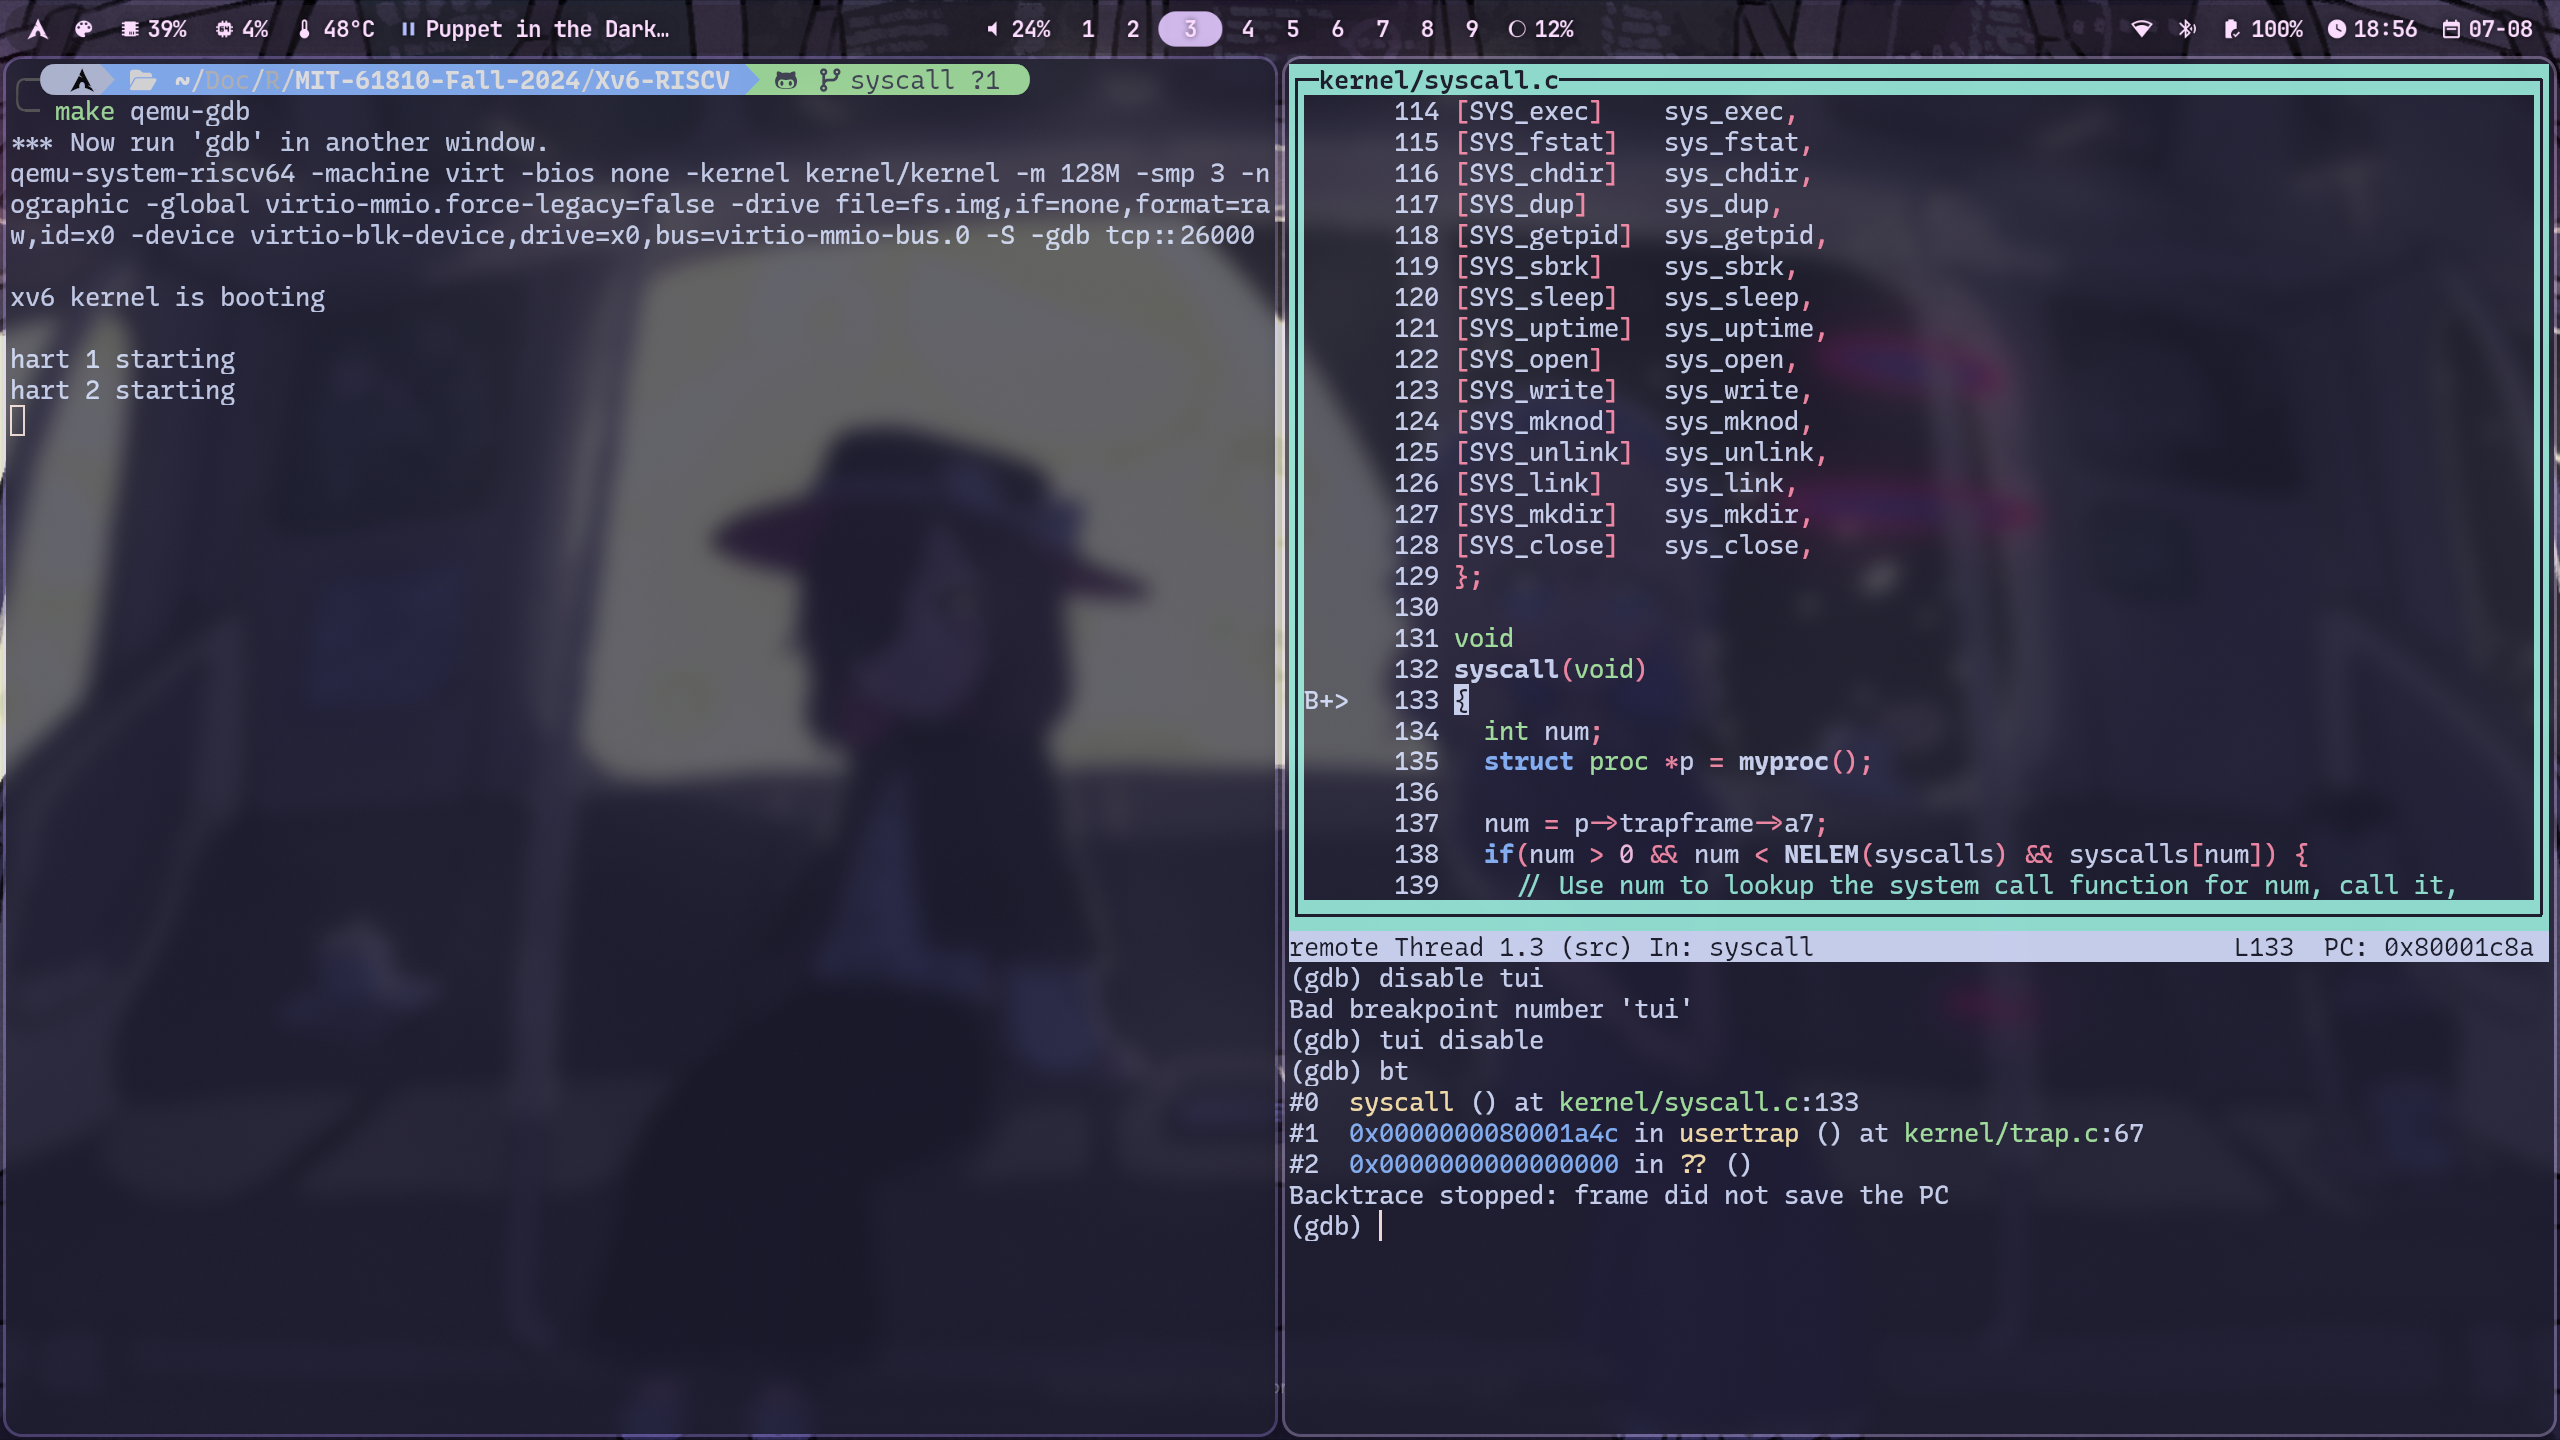 39% 4% 48°C Puppet in the Dark… 24% 1 2 3 4 5 6 7 8 9 12% 100% 18:56 07-08
~/Doc/R/MIT-61810-Fall-2024/Xv6-RISCV syscall ?1
make qemu-gdb
*** Now run 'gdb' in another window.
qemu-system-riscv64 -machine virt -bios none -kernel kernel/kernel -m 128M -smp 3 -n
ographic -global virtio-mmio.force-legacy=false -drive file=fs.img,if=none,format=ra
w,id=x0 -device virtio-blk-device,drive=x0,bus=virtio-mmio-bus.0 -S -gdb tcp::26000
xv6 kernel is booting
hart 1 starting
hart 2 starting
kernel/syscall.c
114 [SYS_exec]    sys_exec,
115 [SYS_fstat]   sys_fstat,
116 [SYS_chdir]   sys_chdir,
117 [SYS_dup]     sys_dup,
118 [SYS_getpid]  sys_getpid,
119 [SYS_sbrk]    sys_sbrk,
120 [SYS_sleep]   sys_sleep,
121 [SYS_uptime]  sys_uptime,
122 [SYS_open]    sys_open,
123 [SYS_write]   sys_write,
124 [SYS_mknod]   sys_mknod,
125 [SYS_unlink]  sys_unlink,
126 [SYS_link]    sys_link,
127 [SYS_mkdir]   sys_mkdir,
128 [SYS_close]   sys_close,
129 };
130
131 void
132 syscall(void)
B+> 133 {
134   int num;
135   struct proc *p = myproc();
136
137   num = p->trapframe->a7;
138   if(num > 0 && num < NELEM(syscalls) && syscalls[num]) {
139     // Use num to lookup the system call function for num, call it,
remote Thread 1.3 (src) In: syscall L133 PC: 0x80001c8a
(gdb) disable tui
Bad breakpoint number 'tui'
(gdb) tui disable
(gdb) bt
#0  syscall () at kernel/syscall.c:133
#1  0x0000000080001a4c in usertrap () at kernel/trap.c:67
#2  0x0000000000000000 in ?? ()
Backtrace stopped: frame did not save the PC
(gdb)